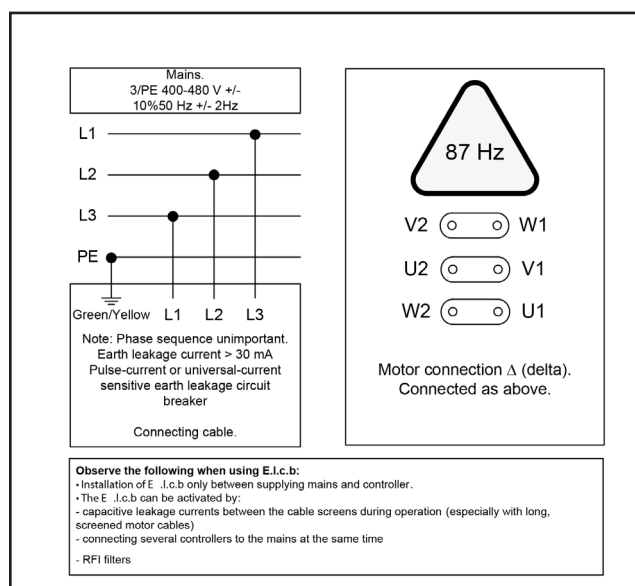 Mains.
3/PE 400-480 V +/-
10%50 Hz +/- 2Hz
L1
L2
L3
PE
Green/Yellow L1 L2 L3
Note: Phase sequence unimportant.
Earth leakage current > 30 mA
Pulse-current or universal-current
sensitive earth leakage circuit
breaker
Connecting cable.
87 Hz
V2 W1
U2 V1
W2 U1
Motor connection Δ (delta).
Connected as above.
Observe the following when using E.l.c.b:
• Installation of E .l.c.b only between supplying mains and controller.
• The E .l.c.b can be activated by:
- capacitive leakage currents between the cable screens during operation (especially with long,
screened motor cables)
- connecting several controllers to the mains at the same time
- RFI filters